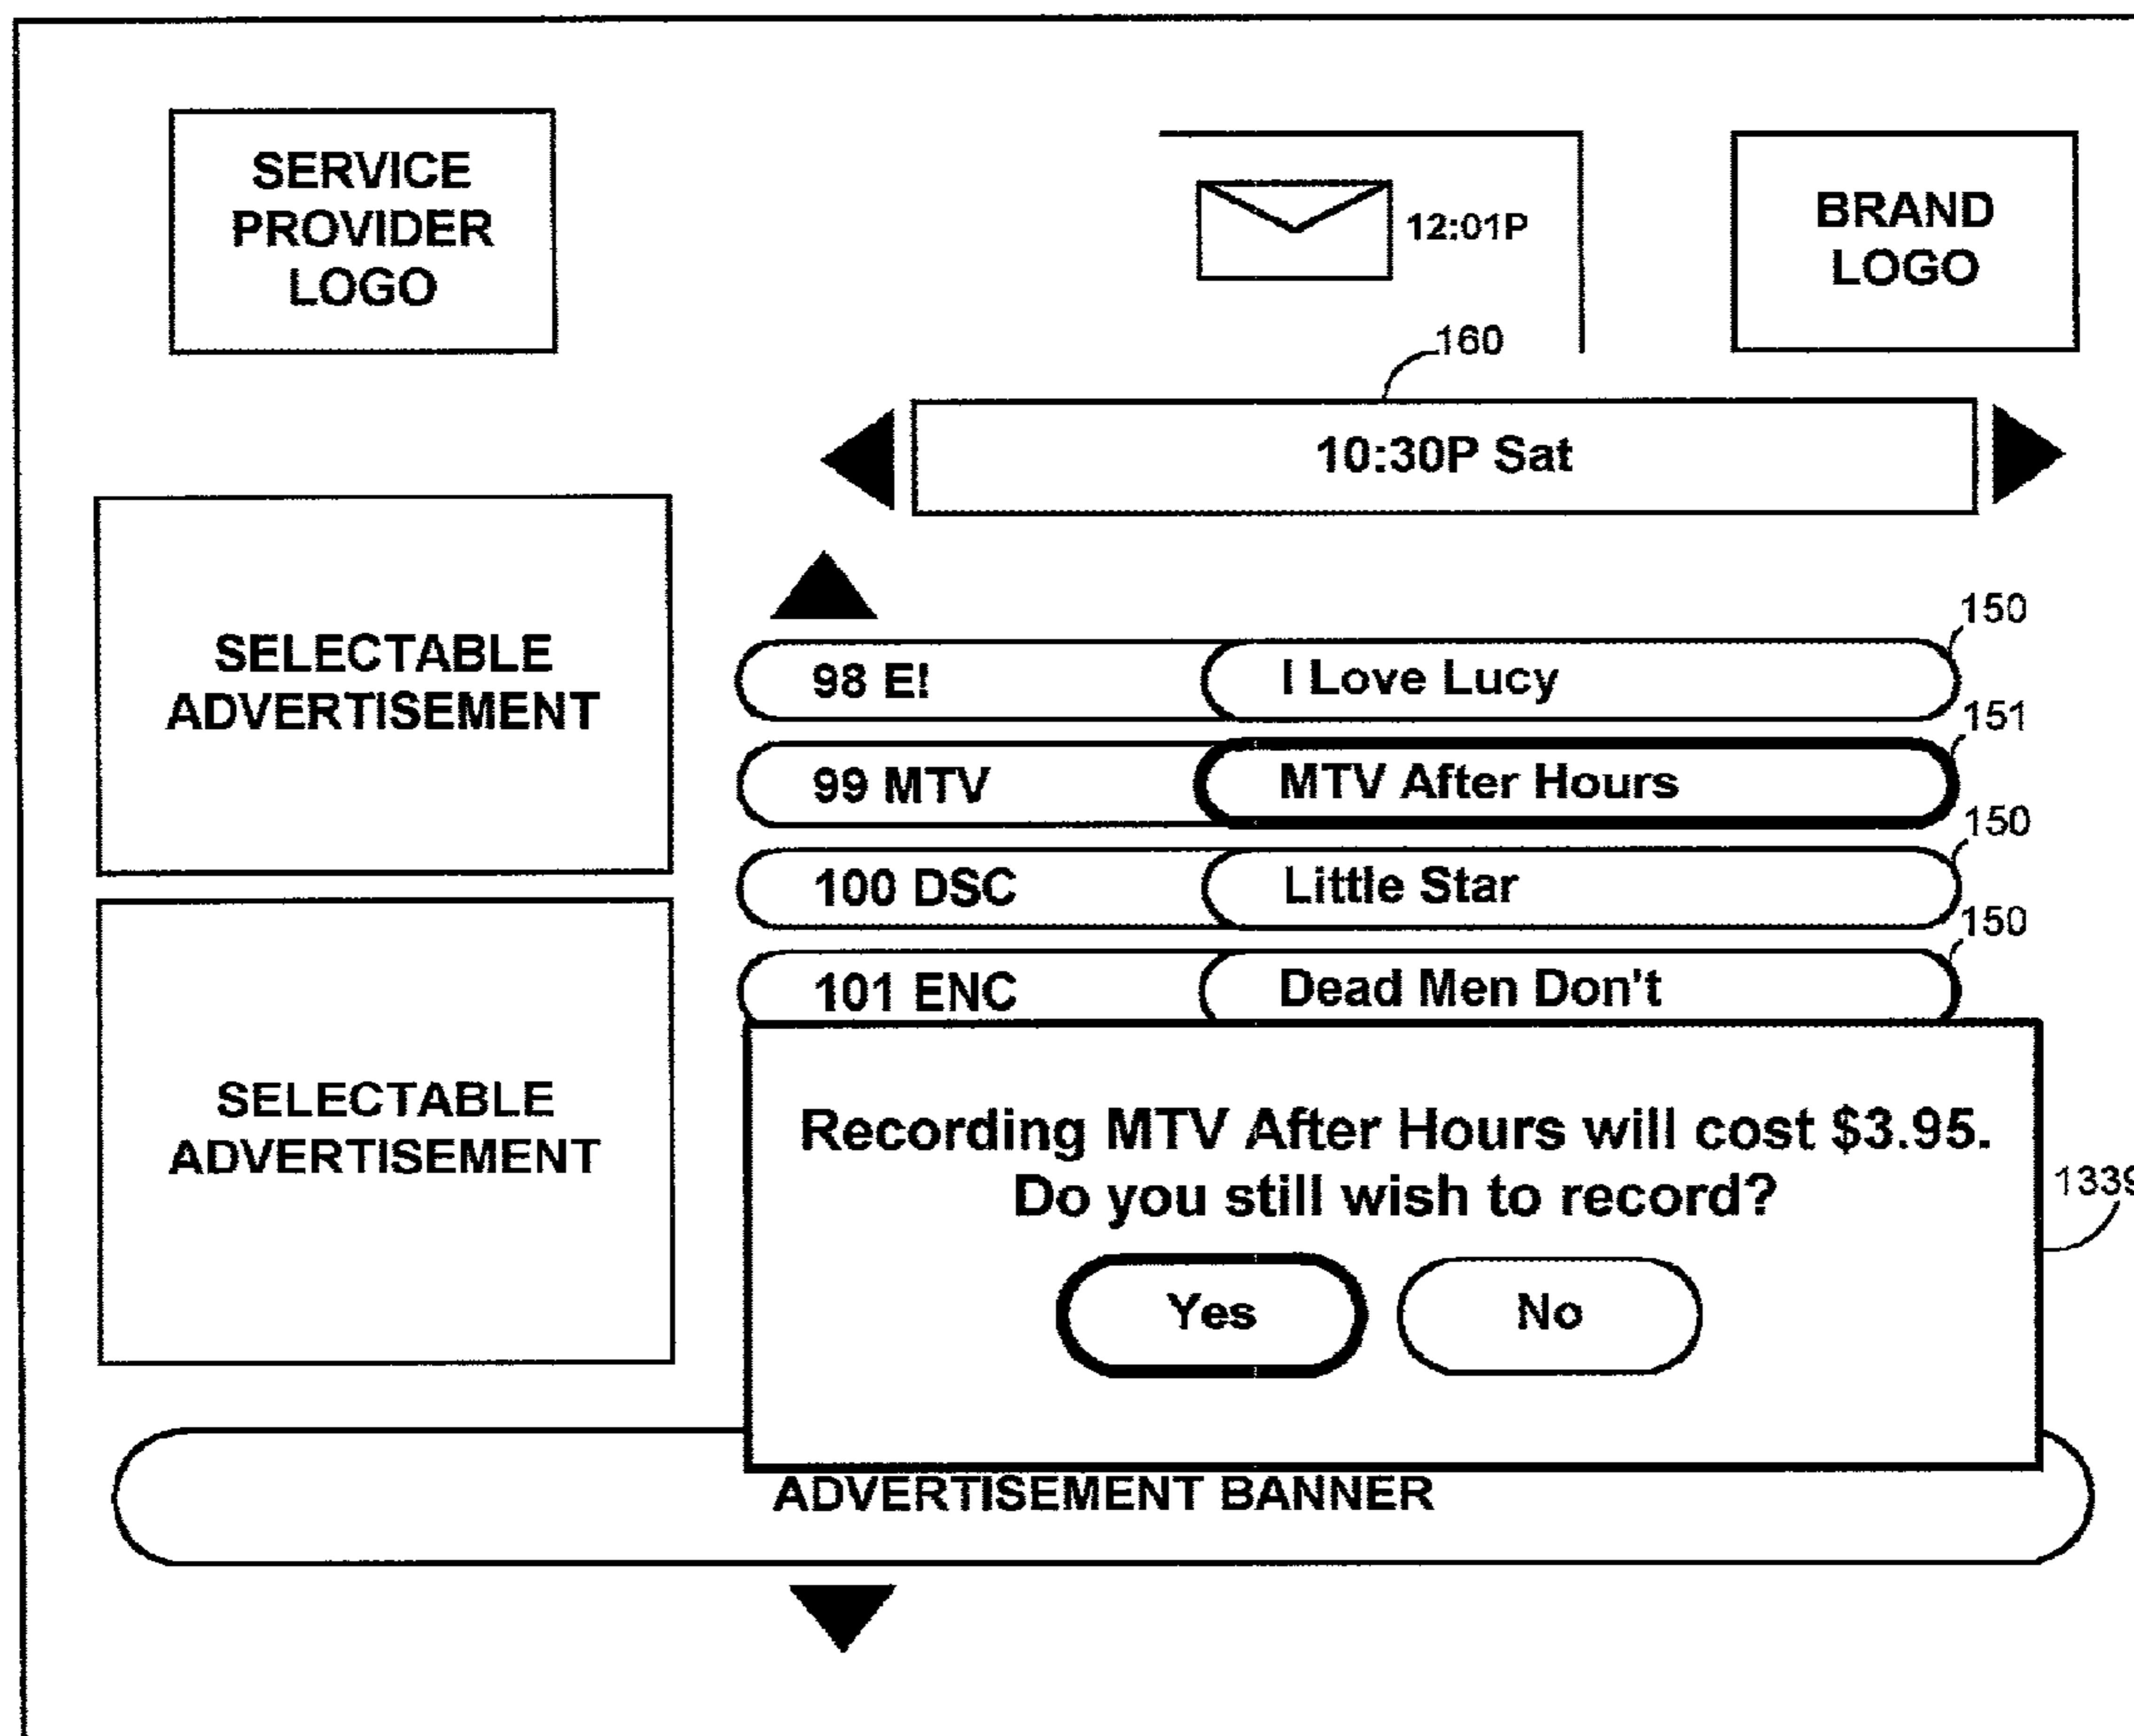 SERVICE
PROVIDER
LOGO
12:01P
BRAND
LOGO
160
10:30P Sat
SELECTABLE
ADVERTISEMENT
150
98 E! I Love Lucy
151
99 MTV MTV After Hours
150
100 DSC Little Star
150
101 ENC Dead Men Don't
SELECTABLE
ADVERTISEMENT
Recording MTV After Hours will cost $3.95.
Do you still wish to record?
1339
Yes No
ADVERTISEMENT BANNER